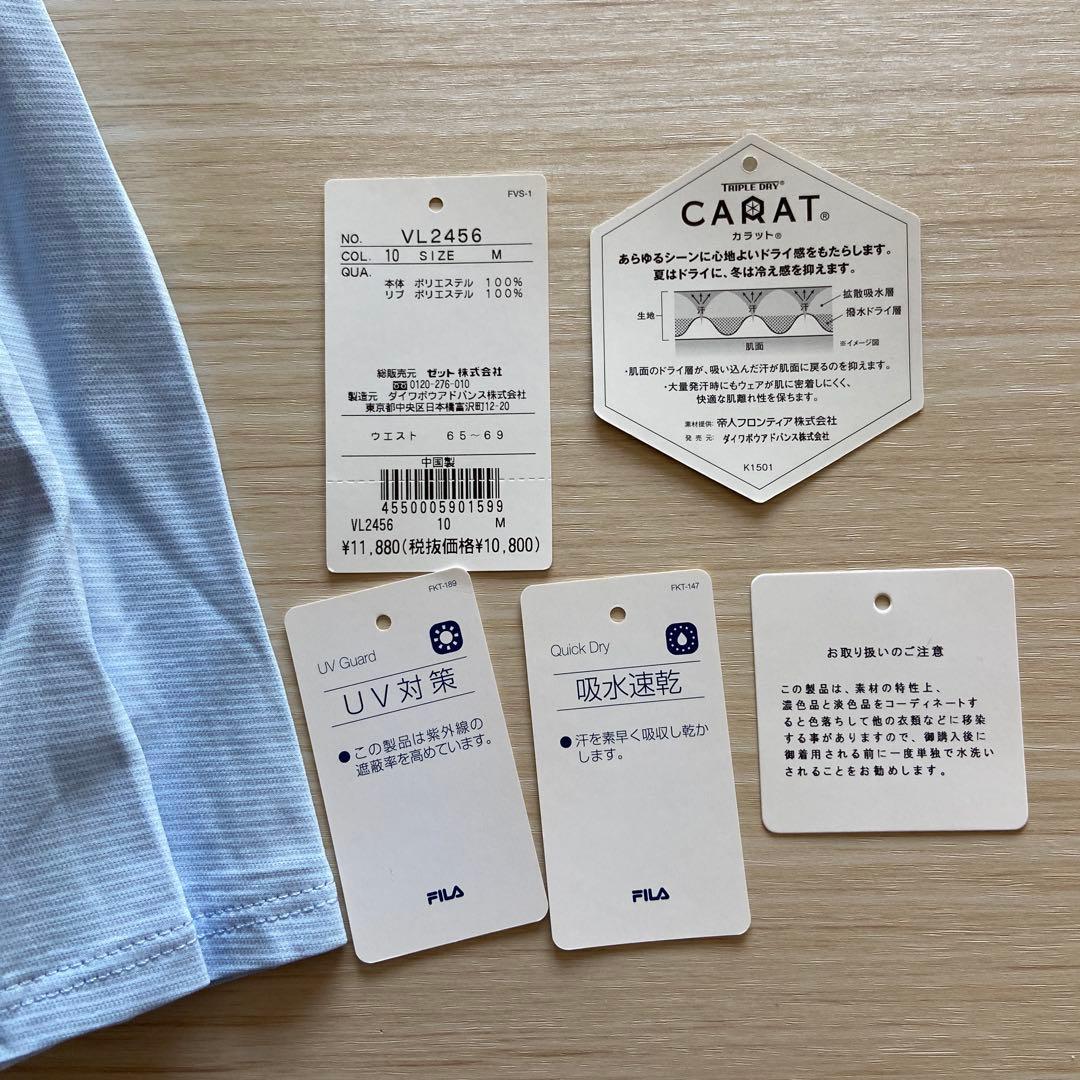 FVS-1
NO. VL2456
COL. 10 SIZE M
QUA.
本体 ポリエステル 100%
リブ ポリエステル 100%
総販売元 ゼット株式会社
0120-276-010
製造元 ダイワボウアドバンス株式会社
東京都中央区日本橋富沢町12-20
ウエスト 65~69
中国製
4550005901599
VL2456 10 M
¥11,880(税抜価格¥10,800)
TRIPLE DRY®
CARAT®
カラット®
あらゆるシーンに心地よいドライ感をもたらします。
夏はドライに、冬は冷え感を抑えます。
汗 汗 汗
拡散吸水層
生地
撥水ドライ層
肌面
※イメージ図
・肌面のドライ層が、吸い込んだ汗が肌面に戻るのを抑えます。
・大量発汗時にもウェアが肌に密着しにくく、
快適な肌離れ性を保ちます。
素材提供: 帝人フロンティア株式会社
発売元: ダイワボウアドバンス株式会社
K1501
FKT-189
UV Guard
UV対策
●この製品は紫外線の
遮蔽率を高めています。
FILA
FKT-147
Quick Dry
吸水速乾
●汗を素早く吸収し乾か
します。
FILA
お取り扱いのご注意
この製品は、素材の特性上、
濃色品と淡色品をコーディネートす
ると色落ちして他の衣類などに移染
する事がありますので、御購入後に
御着用される前に一度単独で水洗い
されることをお勧めします。